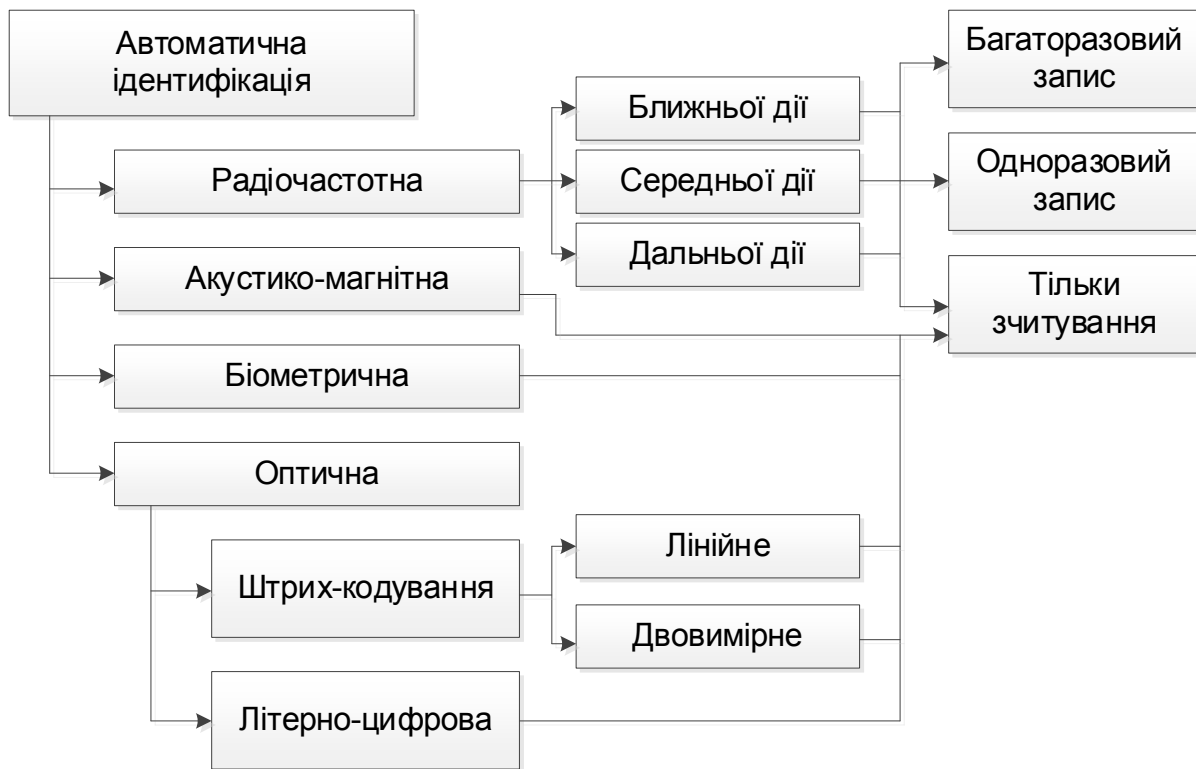 Автоматична
ідентифікація
Багаторазовий
запис
Ближньої дії
Радіочастотна
Середньої дії
Одноразовий
запис
Дальньої дії
Акустико-магнітна
Тільки
зчитування
Біометрична
Оптична
Лінійне
Штрих-кодування
Двовимірне
Літерно-цифрова